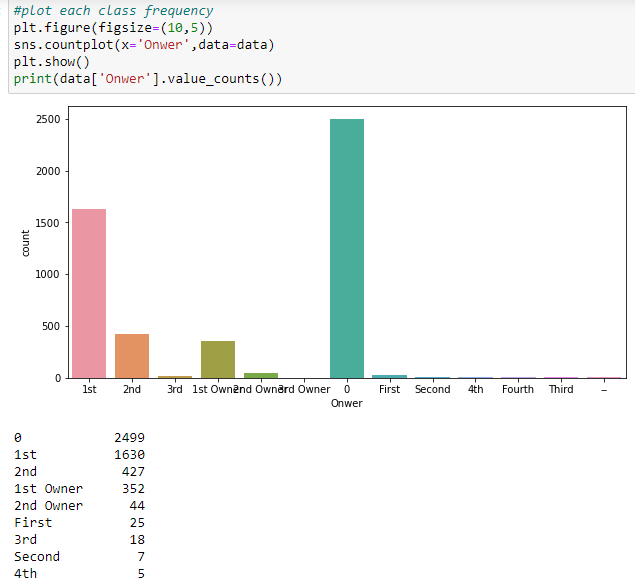 #plot each class frequency
plt.figure(figsize=(10,5))
sns.countplot(x='Onwer',data=data)
plt.show()
print(data['Onwer'].value_counts())
2500
2000
1500
1000
500
0
count
1st 2nd 3rd 1st Owner 2nd Owner 3rd Owner 0 First Second 4th Fourth Third –
Onwer
0 2499
1st 1630
2nd 427
1st Owner 352
2nd Owner 44
First 25
3rd 18
Second 7
4th 5